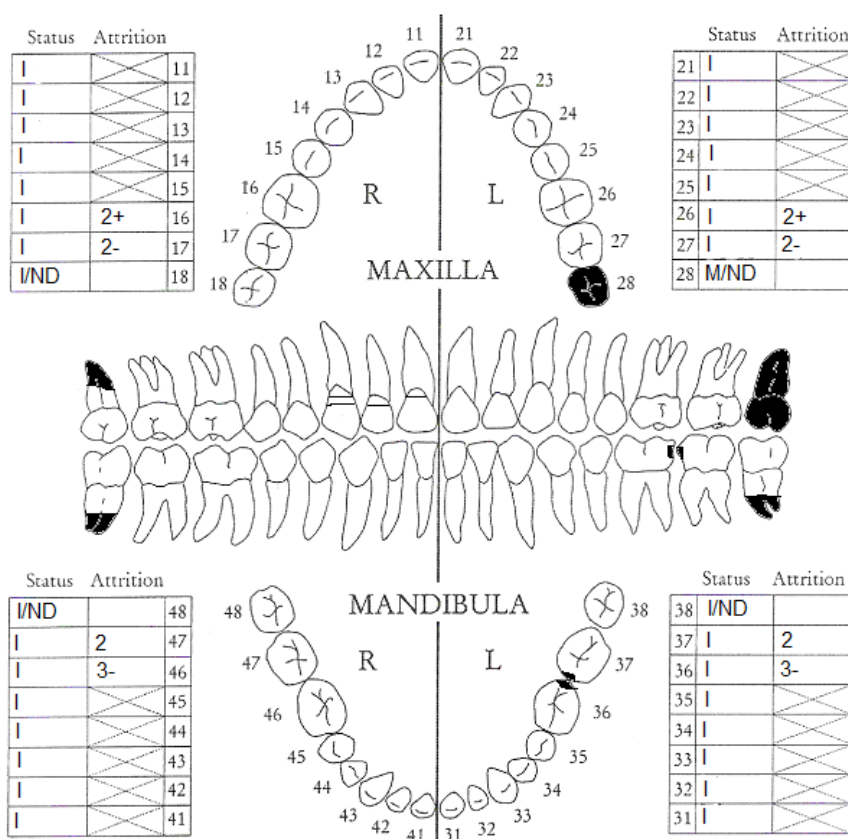 Status Attrition
I 11
I 12
I 13
I 14
I 15
I 2+ 16
I 2- 17
I/ND 18
11 21
12 22
13 23
14 24
15 25
16 26
R L
17 27
18 28
MAXILLA
Status Attrition
21 I
22 I
23 I
24 I
25 I
26 I 2+
27 I 2-
28 M/ND
Status Attrition
I/ND 48
I 2 47
I 3- 46
I 45
I 44
I 43
I 42
I 41
MANDIBULA
48 38
R L
47 37
46 36
45 35
44 34
43 33
42 32
41 31
Status Attrition
38 I/ND
37 I 2
36 I 3-
35 I
34 I
33 I
32 I
31 I